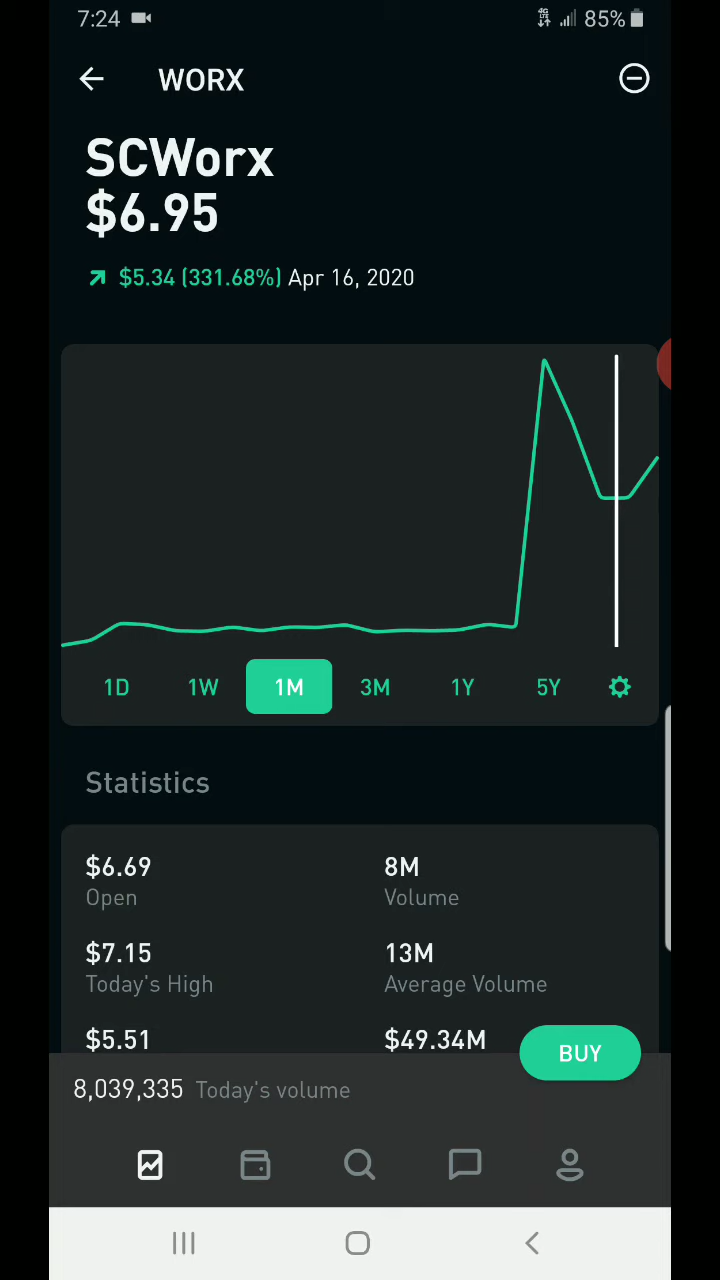 7:24 4G LTE 85%
WORX
SCWorx
$6.95
$5.34 (331.68%) Apr 16, 2020
1D 1W 1M 3M 1Y 5Y
Statistics
$6.69 8M
Open Volume
$7.15 13M
Today's High Average Volume
$5.51 $49.34M BUY
8,039,335 Today's volume